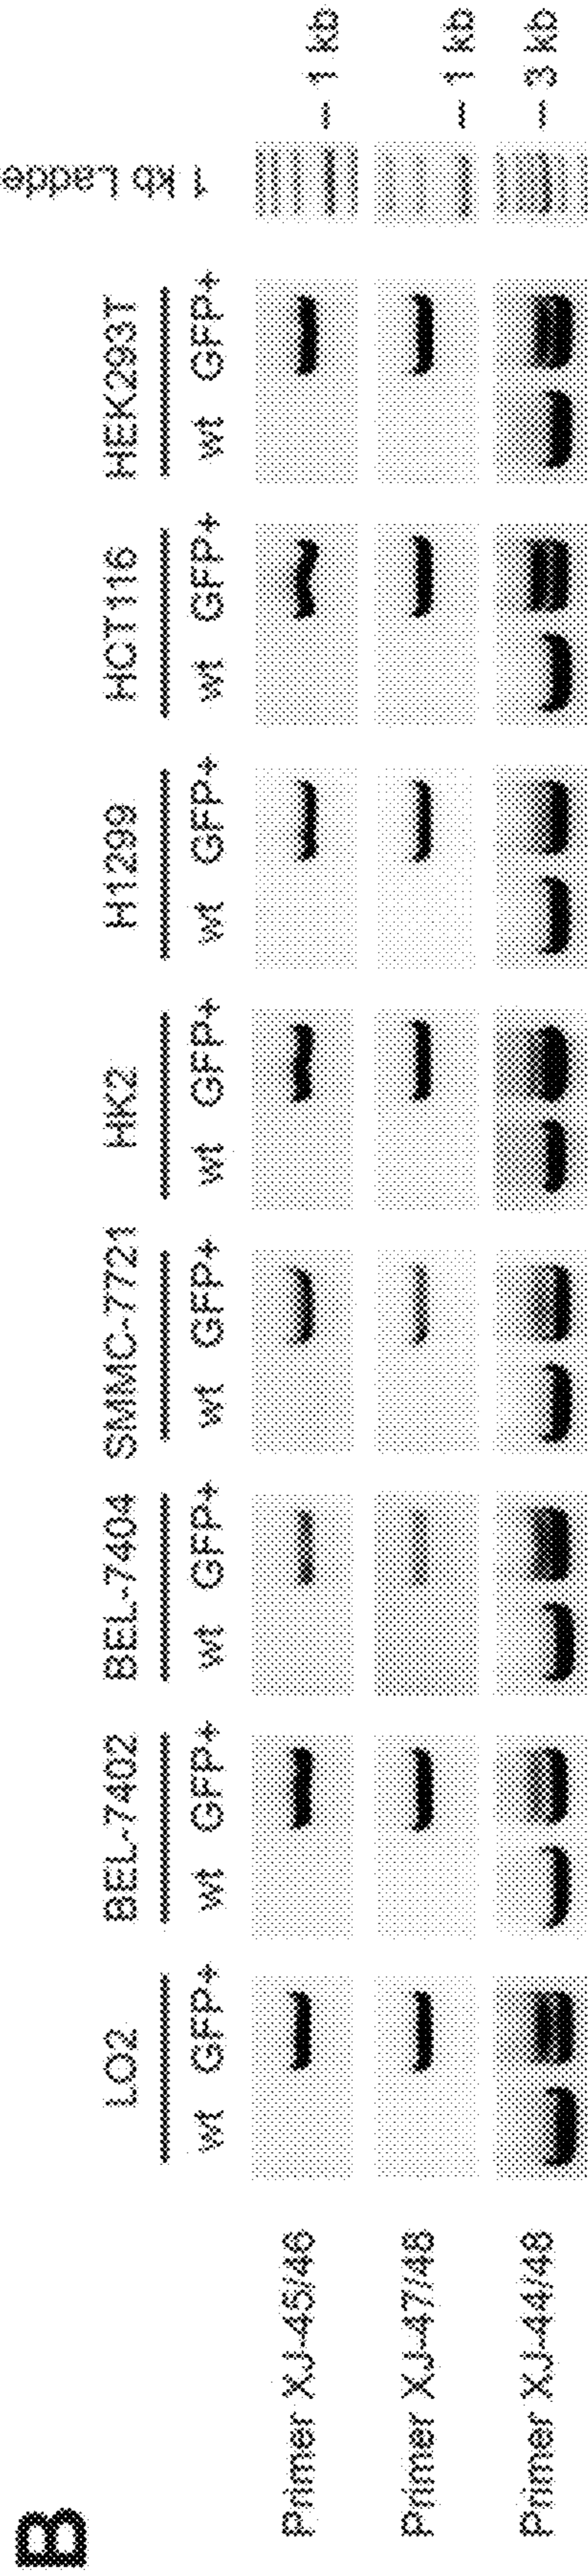 B
LO2 BEL-7402 BEL-7404 SMMC-7721 HK2 H1299 HCT116 HEK293T
wt GFP+ wt GFP+ wt GFP+ wt GFP+ wt GFP+ wt GFP+ wt GFP+ wt GFP+
1 kb Ladde
Primer XJ-45/46
1 kb
Primer XJ-47/48
1 kb
Primer XJ-44/48
3 kb